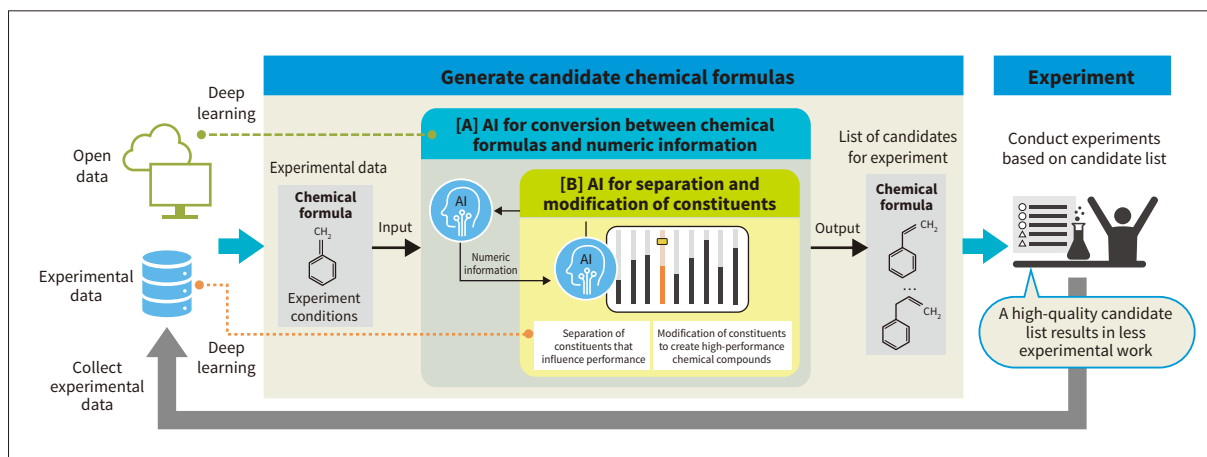 Generate candidate chemical formulas
Experiment
Deep
learning
Open
data
[A] AI for conversion between chemical
formulas and numeric information
Experimental data
Chemical
formula
CH2
Experiment
conditions
Input
AI
Numeric
information
[B] AI for separation and
modification of constituents
AI
Separation of
constituents that
influence performance
Modification of constituents
to create high-performance
chemical compounds
Output
List of candidates
for experiment
Chemical
formula
CH2
...
CH2
Conduct experiments
based on candidate list
A high-quality candidate
list results in less
experimental work
Experimental
data
Deep
learning
Collect
experimental
data